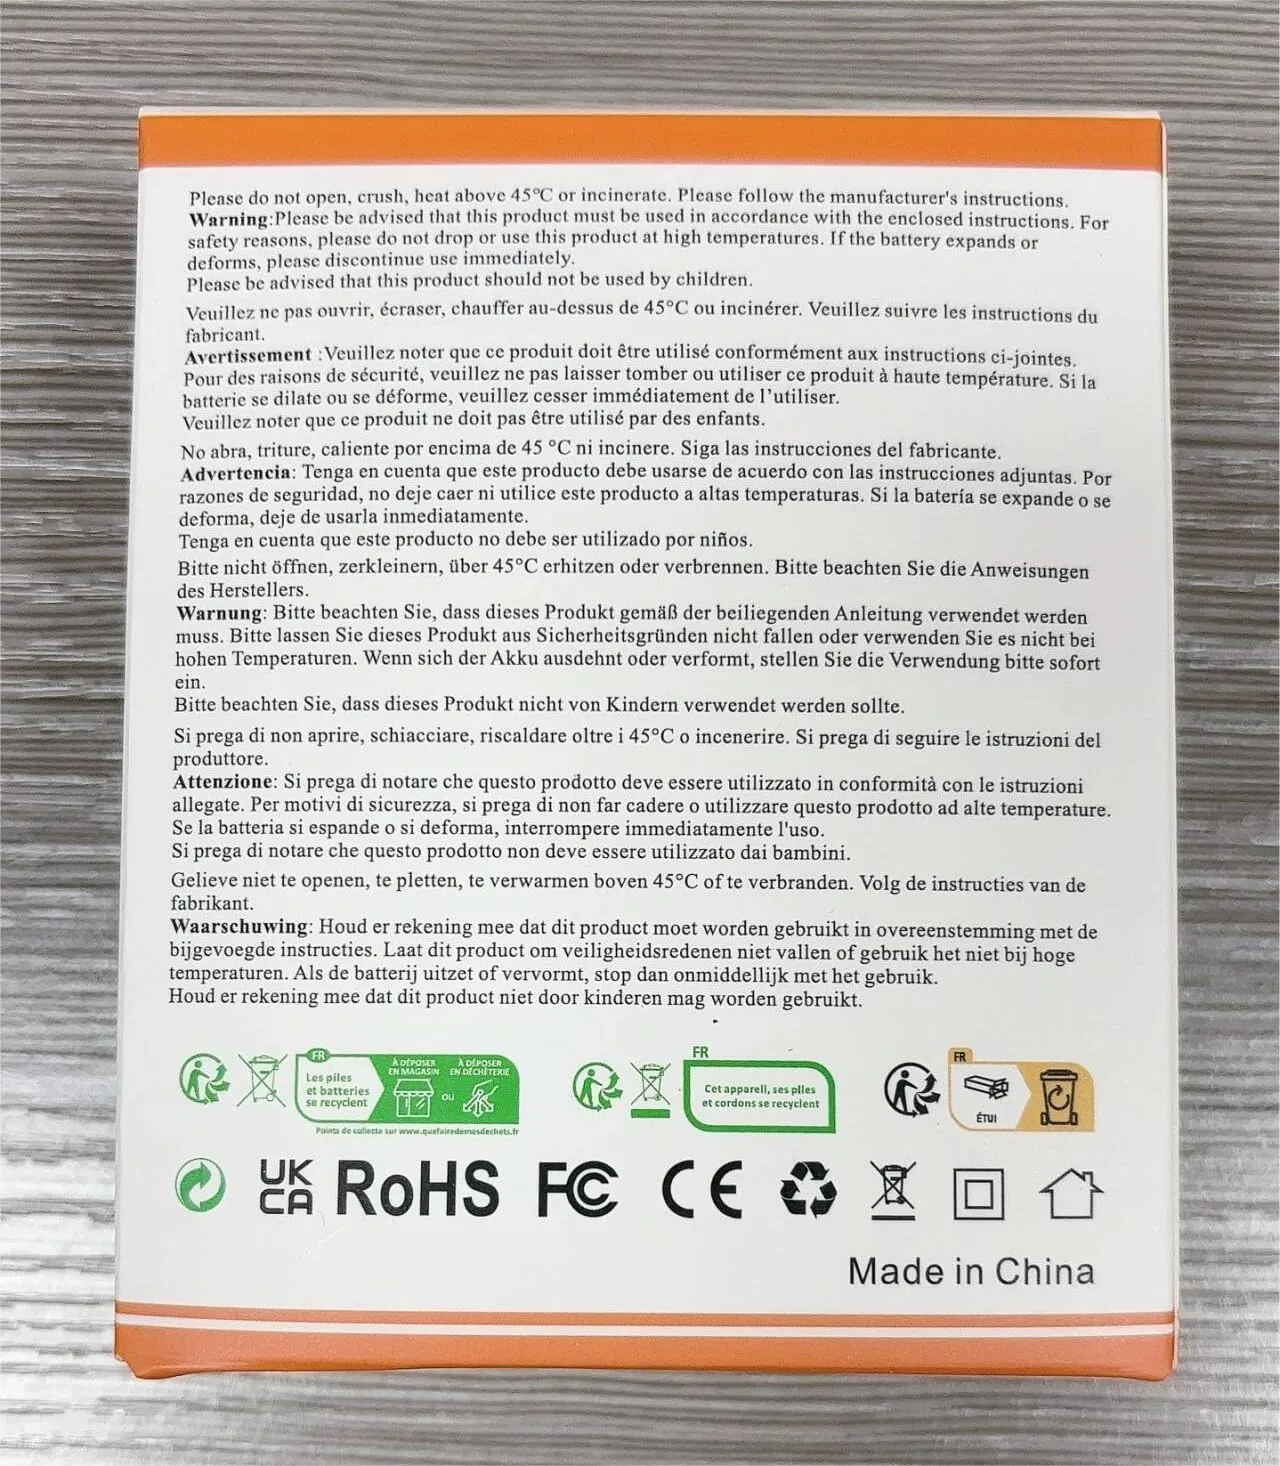 Please do not open, crush, heat above 45°C or incinerate. Please follow the manufacturer's instructions.
Warning:Please be advised that this product must be used in accordance with the enclosed instructions. For
safety reasons, please do not drop or use this product at high temperatures. If the battery expands or
deforms, please discontinue use immediately.
Please be advised that this product should not be used by children.
Veuillez ne pas ouvrir, écraser, chauffer au-dessus de 45°C ou incinérer. Veuillez suivre les instructions du
fabricant.
Avertissement :Veuillez noter que ce produit doit être utilisé conformément aux instructions ci-jointes.
Pour des raisons de sécurité, veuillez ne pas laisser tomber ou utiliser ce produit à haute température. Si la
batterie se dilate ou se déforme, veuillez cesser immédiatement de l’utiliser.
Veuillez noter que ce produit ne doit pas être utilisé par des enfants.
No abra, triture, caliente por encima de 45 °C ni incinere. Siga las instrucciones del fabricante.
Advertencia: Tenga en cuenta que este producto debe usarse de acuerdo con las instrucciones adjuntas. Por
razones de seguridad, no deje caer ni utilice este producto a altas temperaturas. Si la batería se expande o se
deforma, deje de usarla inmediatamente.
Tenga en cuenta que este producto no debe ser utilizado por niños.
Bitte nicht öffnen, zerkleinern, über 45°C erhitzen oder verbrennen. Bitte beachten Sie die Anweisungen
des Herstellers.
Warnung: Bitte beachten Sie, dass dieses Produkt gemäß der beiliegenden Anleitung verwendet werden
muss. Bitte lassen Sie dieses Produkt aus Sicherheitsgründen nicht fallen oder verwenden Sie es nicht bei
hohen Temperaturen. Wenn sich der Akku ausdehnt oder verformt, stellen Sie die Verwendung bitte sofort
ein.
Bitte beachten Sie, dass dieses Produkt nicht von Kindern verwendet werden sollte.
Si prega di non aprire, schiacciare, riscaldare oltre i 45°C o incenerire. Si prega di seguire le istruzioni del
produttore.
Attenzione: Si prega di notare che questo prodotto deve essere utilizzato in conformità con le istruzioni
allegate. Per motivi di sicurezza, si prega di non far cadere o utilizzare questo prodotto ad alte temperature.
Se la batteria si espande o si deforma, interrompere immediatamente l'uso.
Si prega di notare che questo prodotto non deve essere utilizzato dai bambini.
Gelieve niet te openen, te pletten, te verwarmen boven 45°C of te verbranden. Volg de instructies van de
fabrikant.
Waarschuwing: Houd er rekening mee dat dit product moet worden gebruikt in overeenstemming met de
bijgevoegde instructies. Laat dit product om veiligheidsredenen niet vallen of gebruik het niet bij hoge
temperaturen. Als de batterij uitzet of vervormt, stop dan onmiddellijk met het gebruik.
Houd er rekening mee dat dit product niet door kinderen mag worden gebruikt.
FR
Les piles
et batteries
se recyclent
À DÉPOSER
EN MAGASIN
OU
À DÉPOSER
EN DÉCHÈTERIE
Points de collecte sur www.quefairedemesdechets.fr
FR
Cet appareil, ses piles
et cordons se recyclent
FR
ÉTUI
UK
CA
RoHS
FC
CE
Made in China